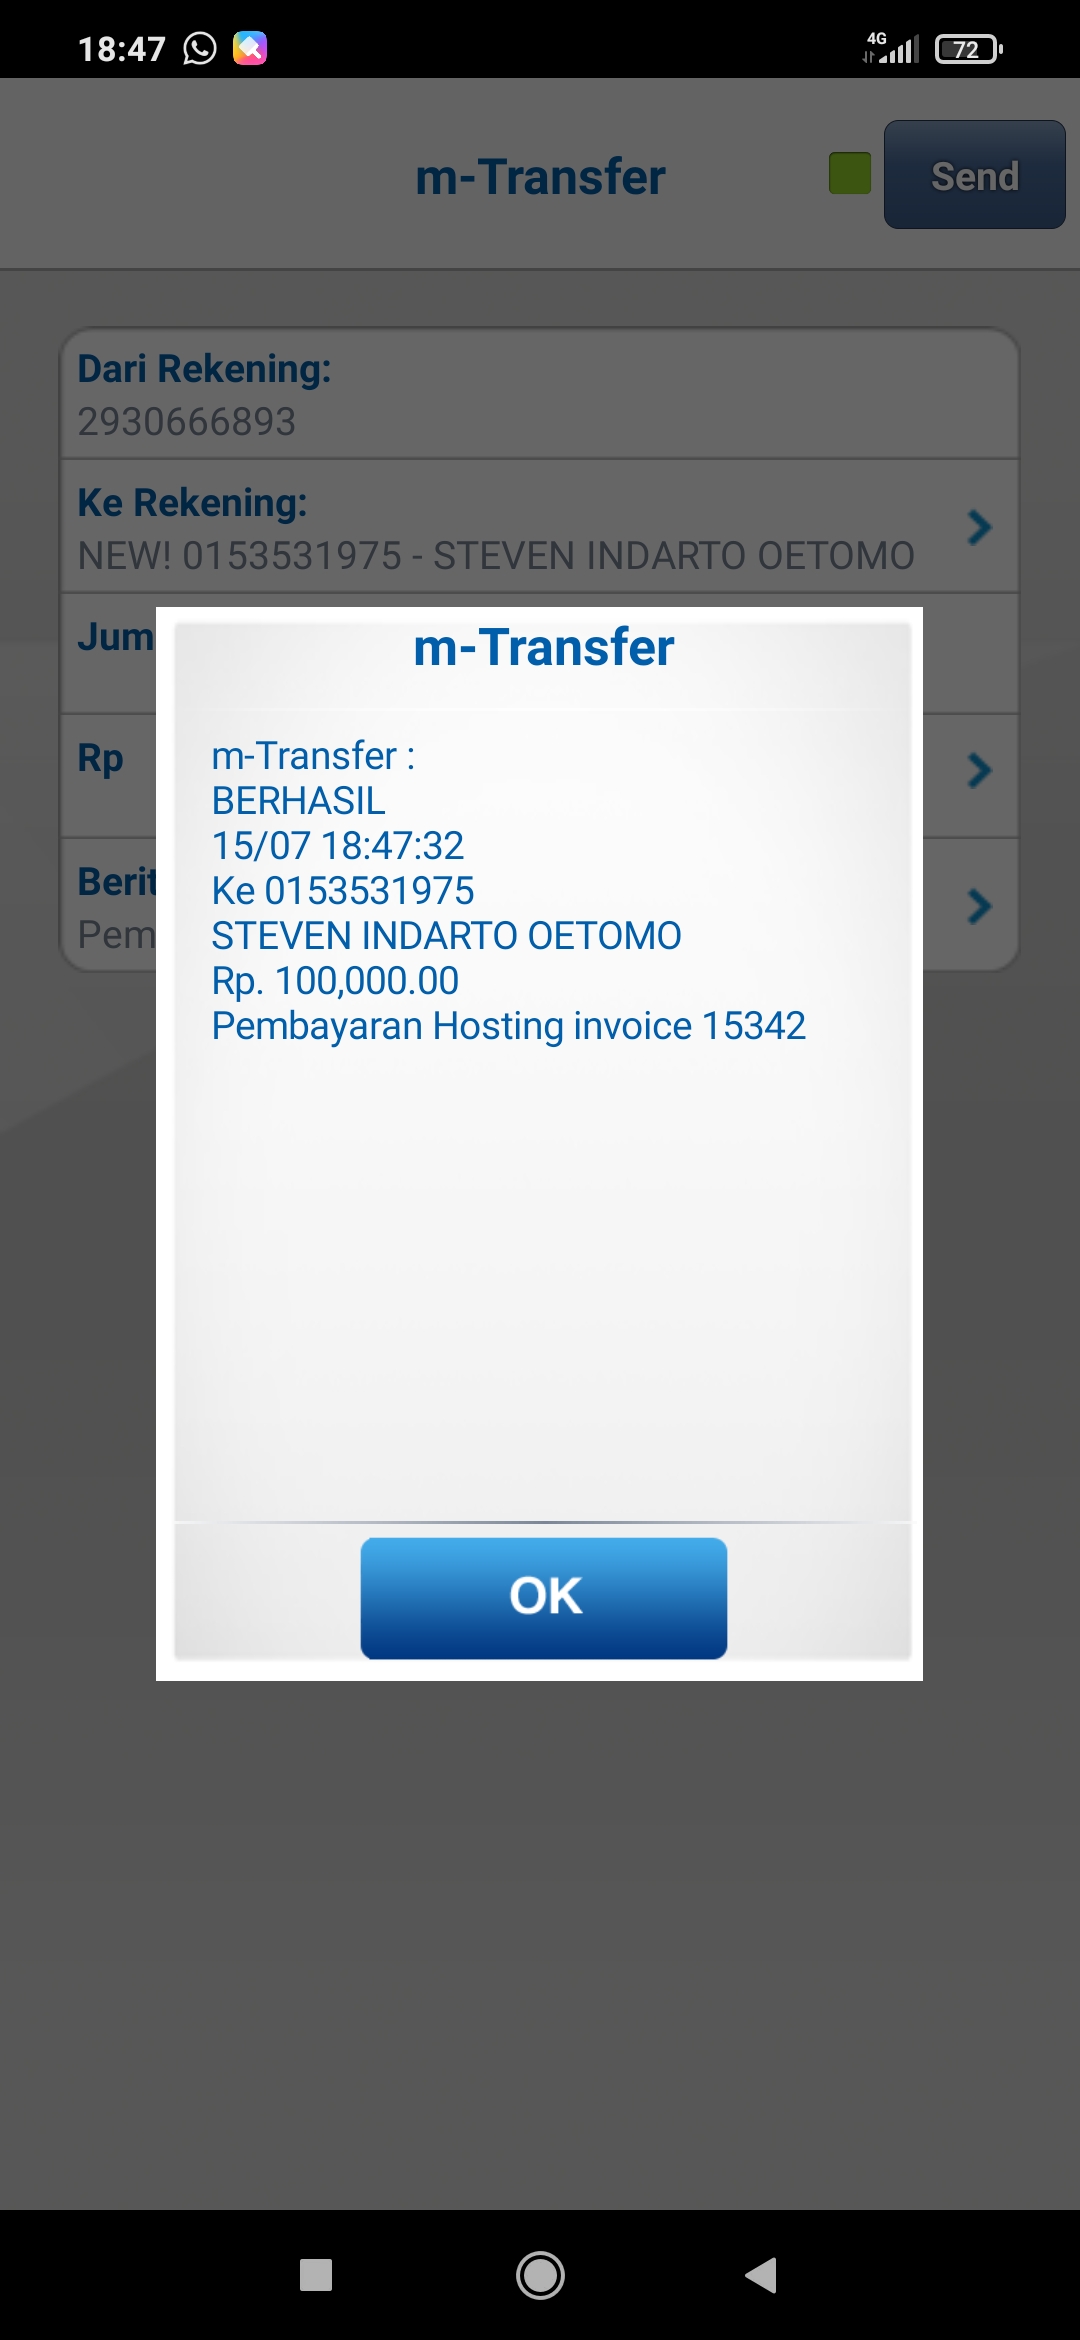 18:47
4G
72
m-Transfer
Send
Dari Rekening:
2930666893
Ke Rekening:
NEW! 0153531975 - STEVEN INDARTO OETOMO
Jum
Rp
Berit
Pem
m-Transfer
m-Transfer :
BERHASIL
15/07 18:47:32
Ke 0153531975
STEVEN INDARTO OETOMO
Rp. 100,000.00
Pembayaran Hosting invoice 15342
OK